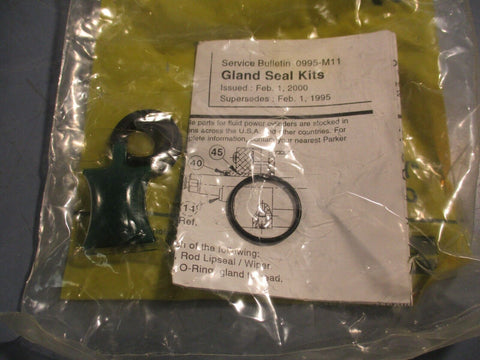 Service Bulletin 0995-M11
Gland Seal Kits
Issued : Feb. 1, 2000
Supersedes : Feb. 1, 1995
parts for fluid power cylinders are stocked in
ons across the U.S.A. and other countries. For
plete information, contact your nearest Parker
45
40
of the following:
Rod Lipseal / Wiper
O-Ring, gland to head.